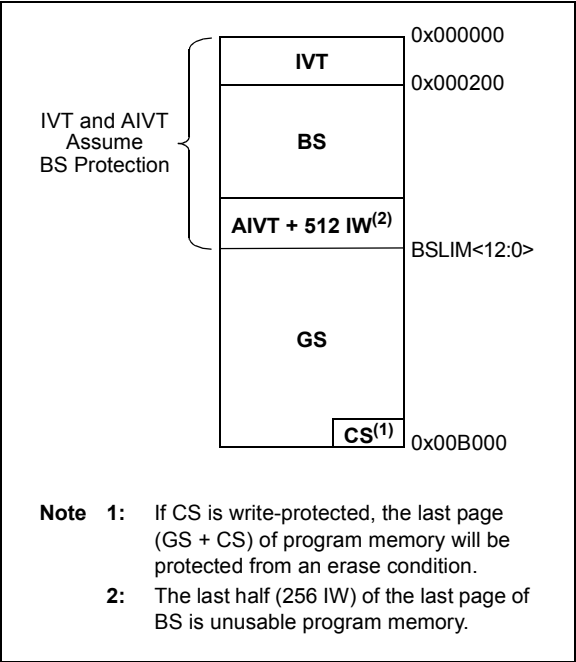 0x000000
IVT
0x000200
IVT and AIVT
Assume
BS Protection
BS
AIVT + 512 IW(2)
BSLIM<12:0>
GS
CS(1)
0x00B000
Note 1: If CS is write-protected, the last page
(GS + CS) of program memory will be
protected from an erase condition.
2: The last half (256 IW) of the last page of
BS is unusable program memory.